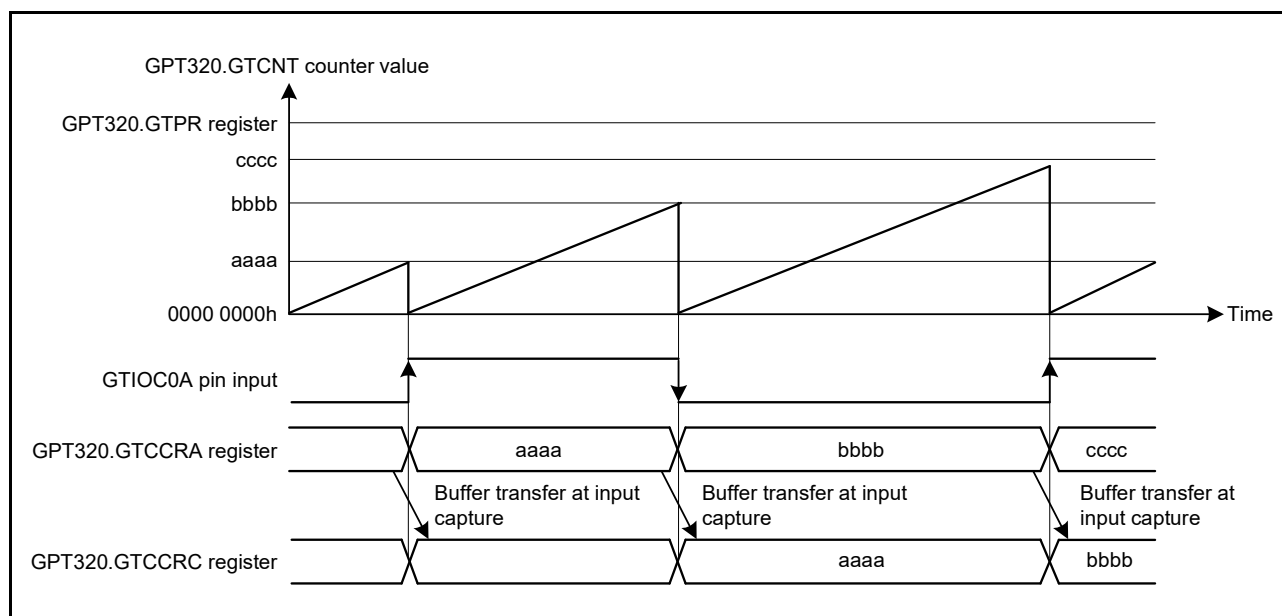 GPT320.GTCNT counter value
GPT320.GTPR register
cccc
bbbb
aaaa
0000 0000h
Time
GTIOC0A pin input
GPT320.GTCCRA register
aaaa
bbbb
cccc
Buffer transfer at input
capture
Buffer transfer at input
capture
Buffer transfer at
input capture
GPT320.GTCCRC register
aaaa
bbbb